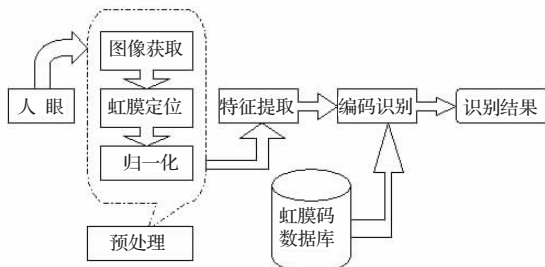 图像获取
人 眼
虹膜定位
特征提取
编码识别
识别结果
归一化
虹膜码
数据库
预处理